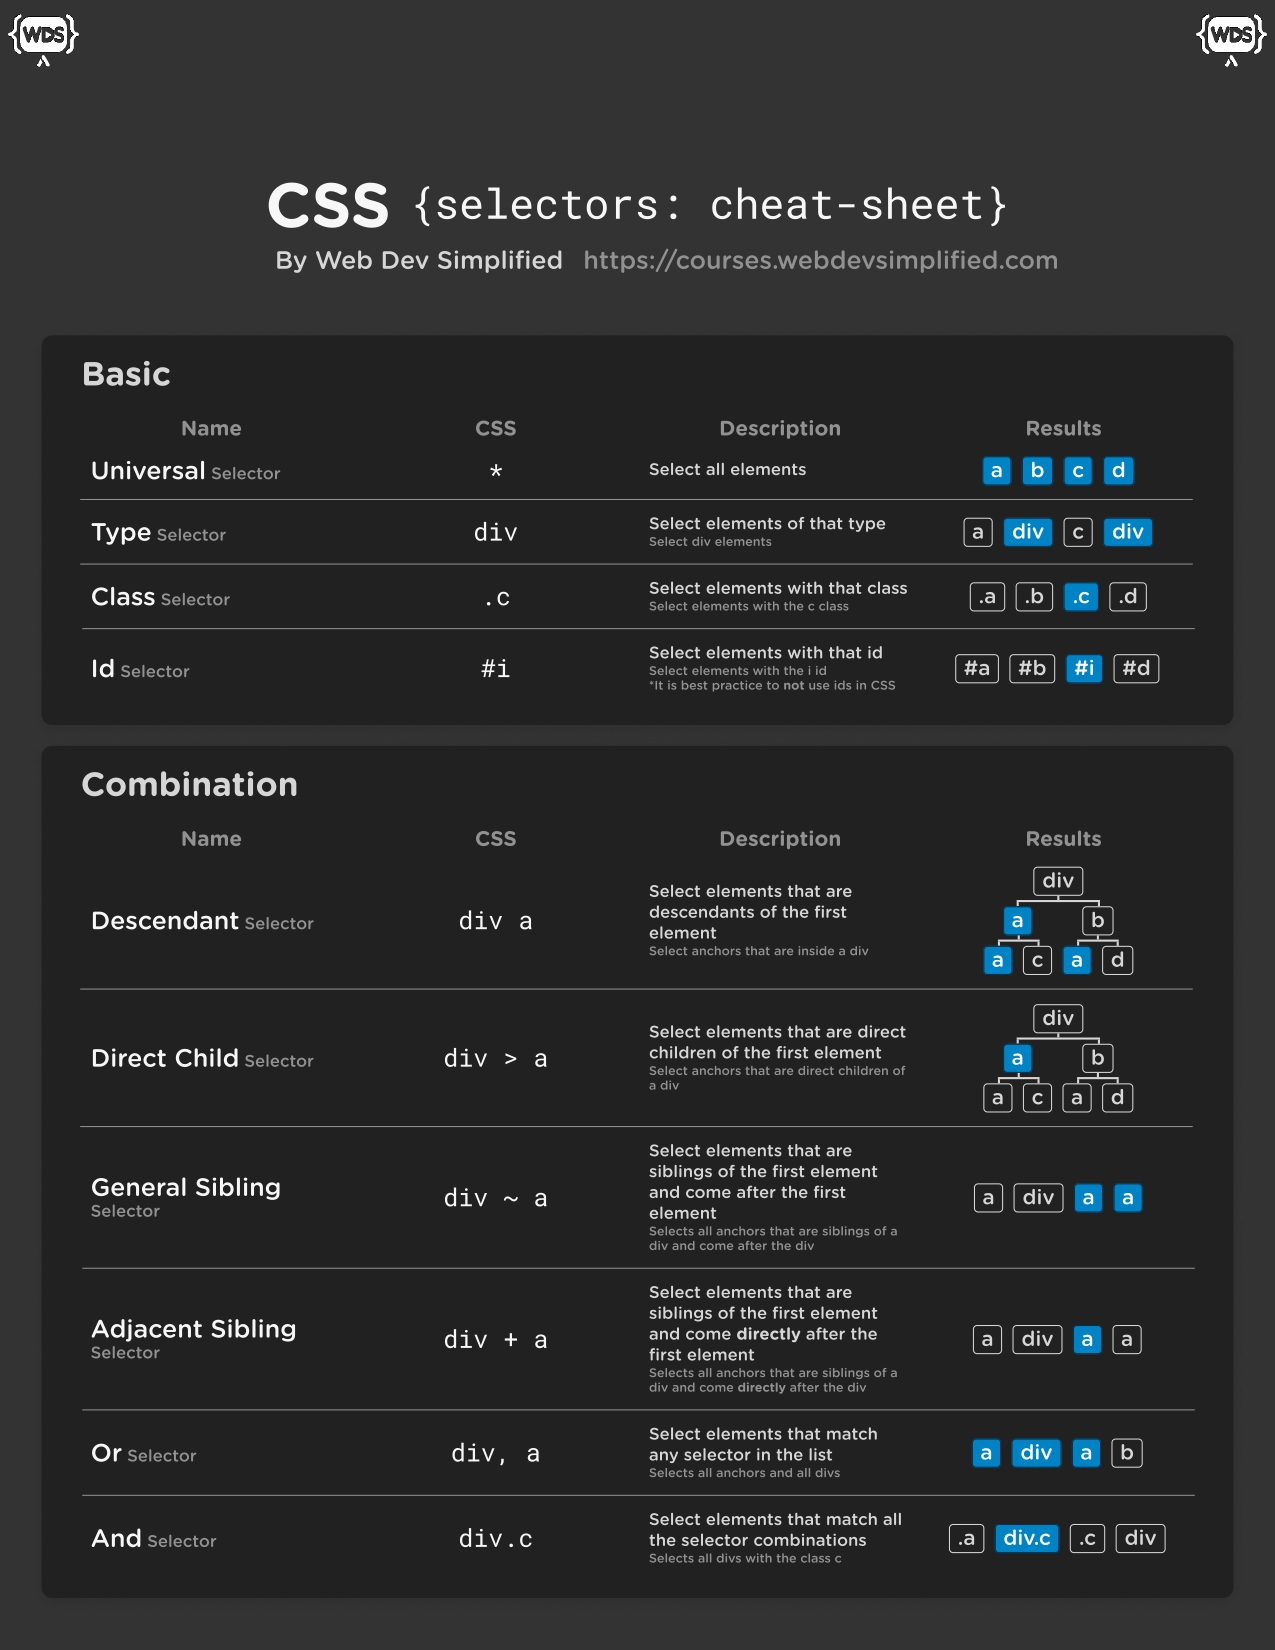 {WDS} {WDS}
CSS {selectors: cheat-sheet}
By Web Dev Simplified https://courses.webdevsimplified.com
Basic
Name CSS Description Results
Universal Selector * Select all elements a b c d
Type Selector div Select elements of that type a div c div
Select div elements
Class Selector .c Select elements with that class .a .b .c .d
Select elements with the c class
Id Selector #i Select elements with that id #a #b #i #d
Select elements with the i id
*It is best practice to not use ids in CSS
Combination
Name CSS Description Results
Descendant Selector div a
Select elements that are
descendants of the first
element
Select anchors that are inside a div
div
a b
a c a d
Direct Child Selector div > a
Select elements that are direct
children of the first element
Select anchors that are direct children of
a div
div
a b
a c a d
General Sibling
Selector
div ~ a
Select elements that are
siblings of the first element
and come after the first
element
Selects all anchors that are siblings of a
div and come after the div
a div a a
Adjacent Sibling
Selector
div + a
Select elements that are
siblings of the first element
and come directly after the
first element
Selects all anchors that are siblings of a
div and come directly after the div
a div a a
Or Selector div, a
Select elements that match
any selector in the list
Selects all anchors and all divs
a div a b
And Selector div.c
Select elements that match all
the selector combinations
Selects all divs with the class c
.a div.c .c div